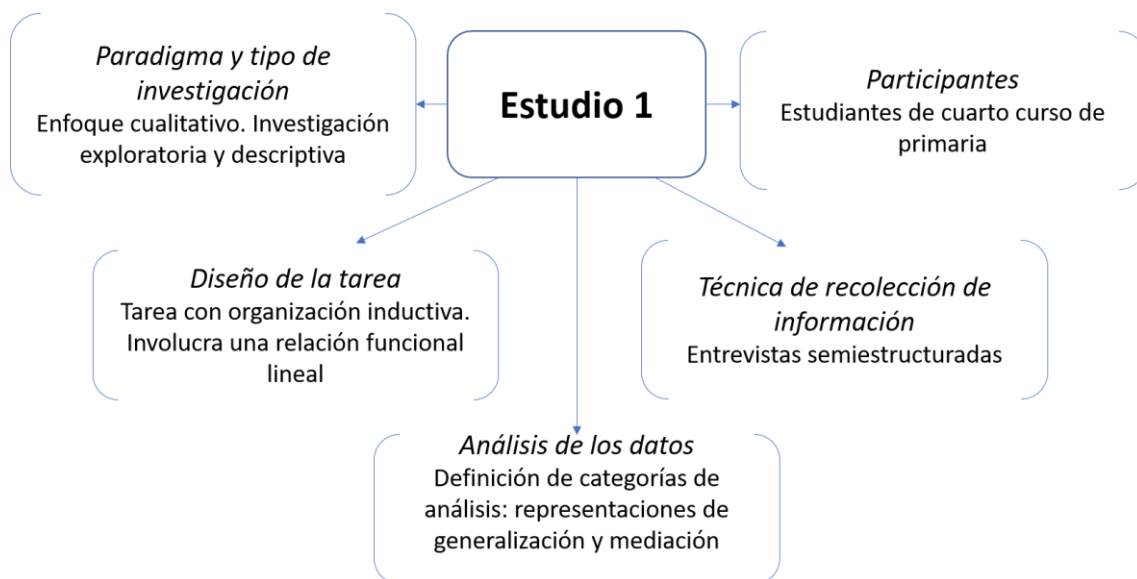 Paradigma y tipo de
investigación
Enfoque cualitativo. Investigación
exploratoria y descriptiva
Estudio 1
Participantes
Estudiantes de cuarto curso de
primaria
Diseño de la tarea
Tarea con organización inductiva.
Involucra una relación funcional
lineal
Técnica de recolección de
información
Entrevistas semiestructuradas
Análisis de los datos
Definición de categorías de
análisis: representaciones de
generalización y mediación